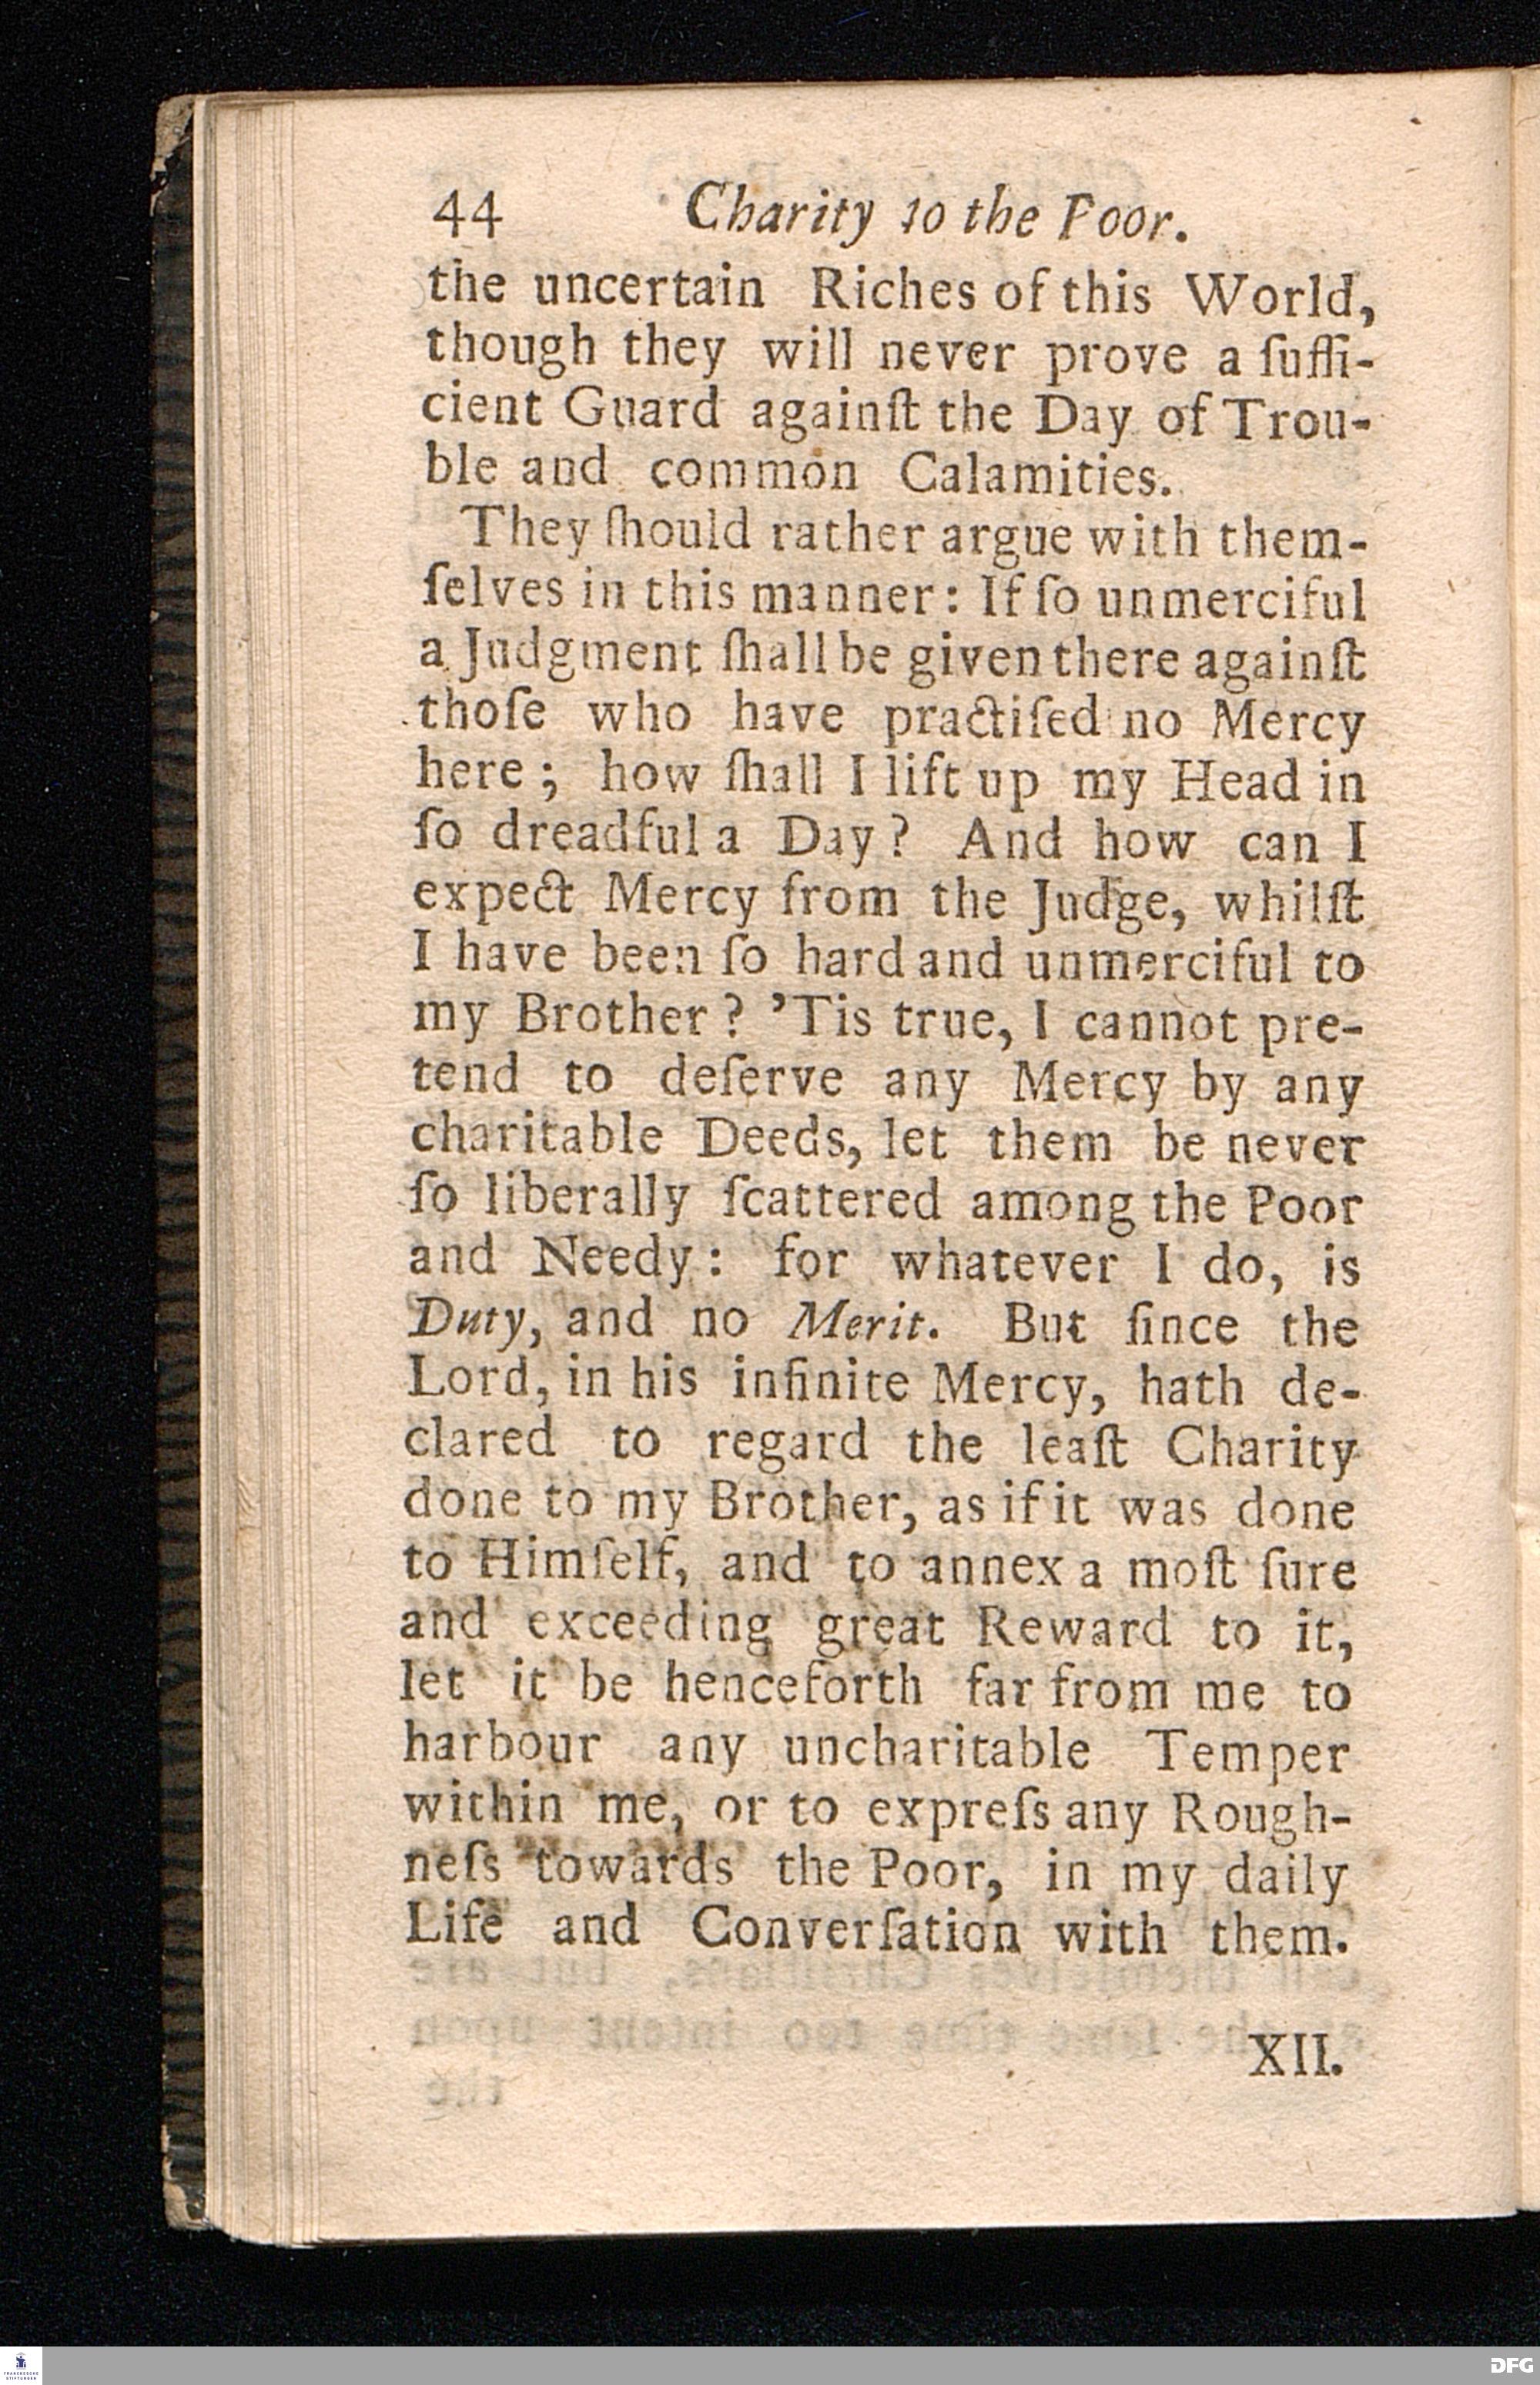 44 Charity to the Poor.
the uncertain Riches of this World,
though they will never prove a ſuffi-
cient Guard againſt the Day of Trou-
ble and common Calamities.
They ſhould rather argue with them-
ſelves in this manner: If ſo unmerciful
a Judgment ſhall be given there againſt
thoſe who have practiſed no Mercy
here; how ſhall I lift up my Head in
ſo dreadful a Day? And how can I
expect Mercy from the Judge, whilſt
I have been ſo hard and unmerciful to
my Brother? 'Tis true, I cannot pre-
tend to deſerve any Mercy by any
charitable Deeds, let them be never
ſo liberally ſcattered among the Poor
and Needy: for whatever I do, is
Duty, and no Merit. But ſince the
Lord, in his infinite Mercy, hath de-
clared to regard the leaſt Charity
done to my Brother, as if it was done
to Himſelf, and to annex a moſt ſure
and exceeding great Reward to it,
let it be henceforth far from me to
harbour any uncharitable Temper
within me, or to expreſs any Rough-
neſs towards the Poor, in my daily
Life and Converſation with them.
XII.
FRANCKESCHE
STIFTUNGEN
DFG